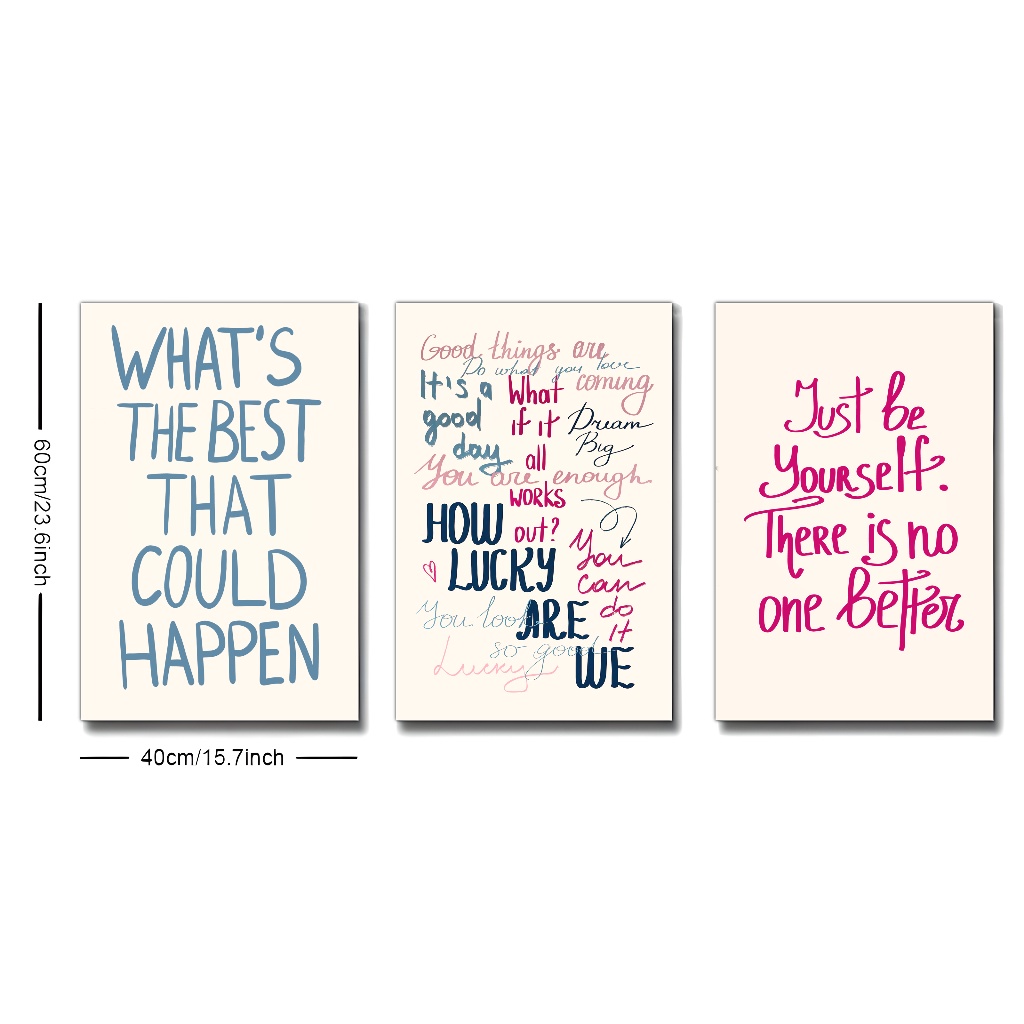 60cm/23.6inch
WHAT'S
THE BEST
THAT
COULD
HAPPEN
40cm/15.7inch
Good things are
coming
Do what you love
It's a
good
day
What
if it
all
works
out?
Dream
Big
You are enough.
HOW
LUCKY
ARE
WE
You
can
do
it
You look
so good
Lucky
Just be
Yourself.
There is no
one better